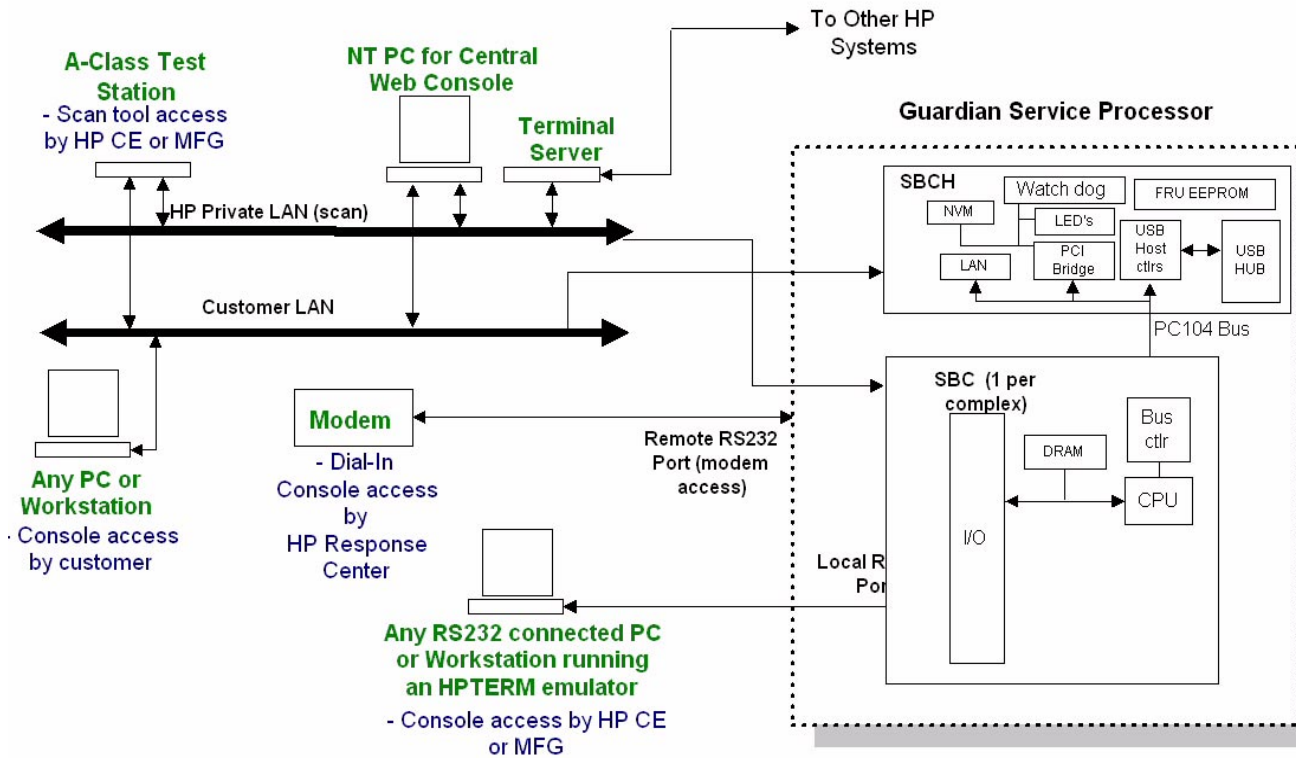 To Other HP
Systems
A-Class Test
Station
- Scan tool access
by HP CE or MFG
NT PC for Central
Web Console
Terminal
Server
HP Private LAN (scan)
Customer LAN
Guardian Service Processor
SBCH
Watch dog
FRU EEPROM
NVM
LED's
USB
Host
ctlrs
USB
HUB
LAN
PCI
Bridge
PC104 Bus
SBC (1 per
complex)
Bus
ctlr
DRAM
CPU
I/O
Modem
- Dial-In
Console access
by
HP Response
Center
Remote RS232
Port (modem
access)
Any PC or
Workstation
- Console access
by customer
Local R
Por
Any RS232 connected PC
or Workstation running
an HPTERM emulator
- Console access by HP CE
or MFG